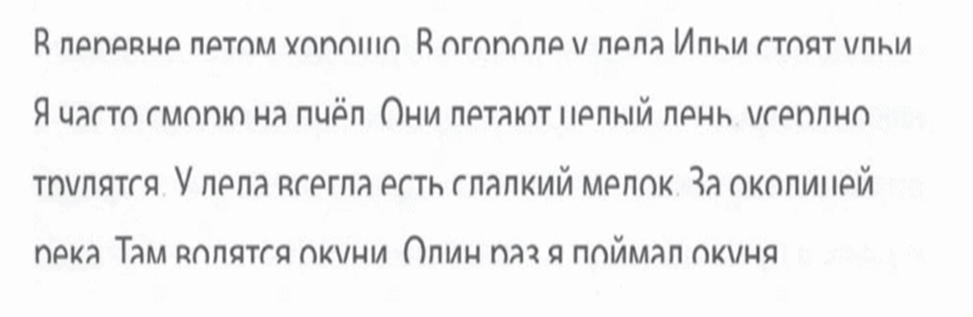 В деревне летом хорошо. В огороде у деда Ильи стоят ульи.
Я часто сморю на пчёл. Они летают целый день, усердно
трудятся. У деда всегда есть сладкий медок. За околицей
река. Там водятся окуни. Один раз я поймал окуня